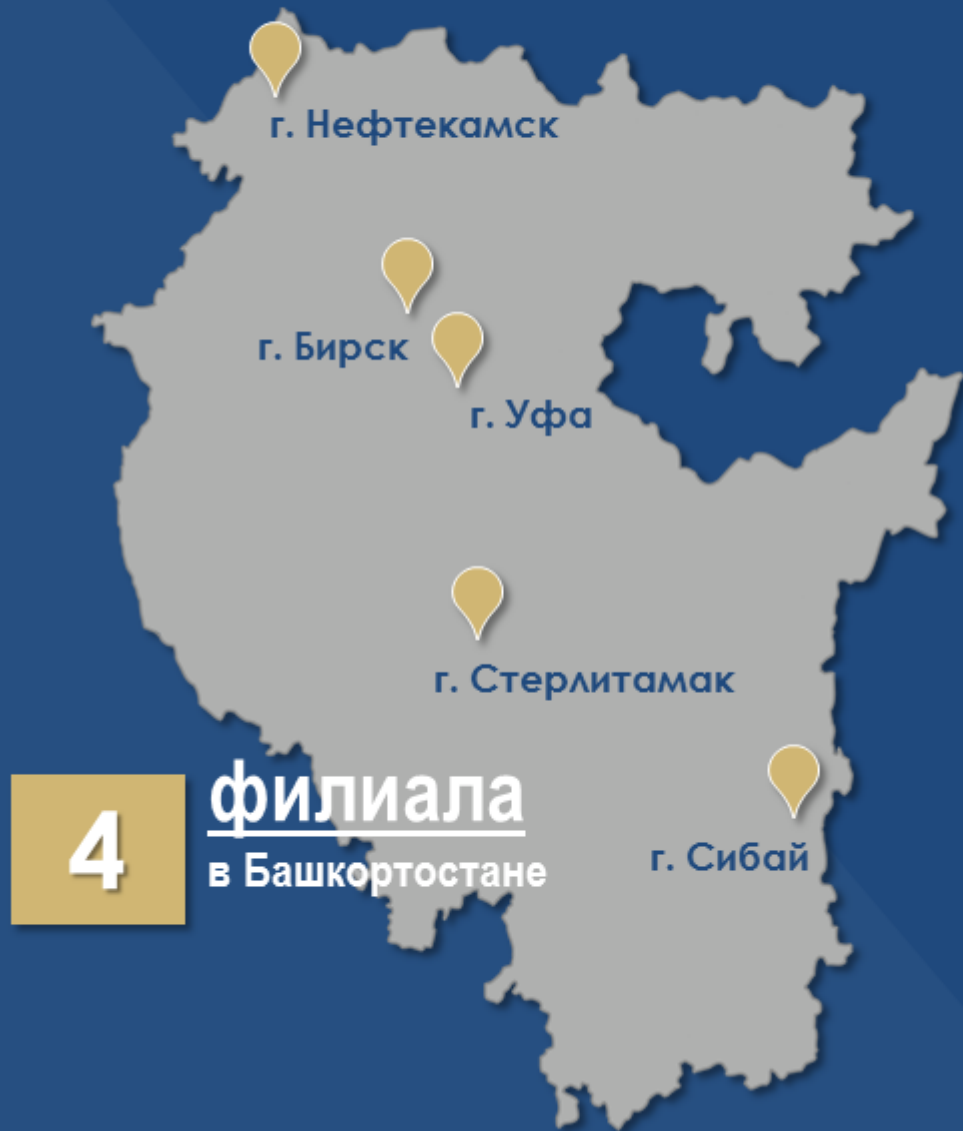 г. Нефтекамск
г. Бирск
г. Уфа
г. Стерлитамак
4
филиала
в Башкортостане
г. Сибай